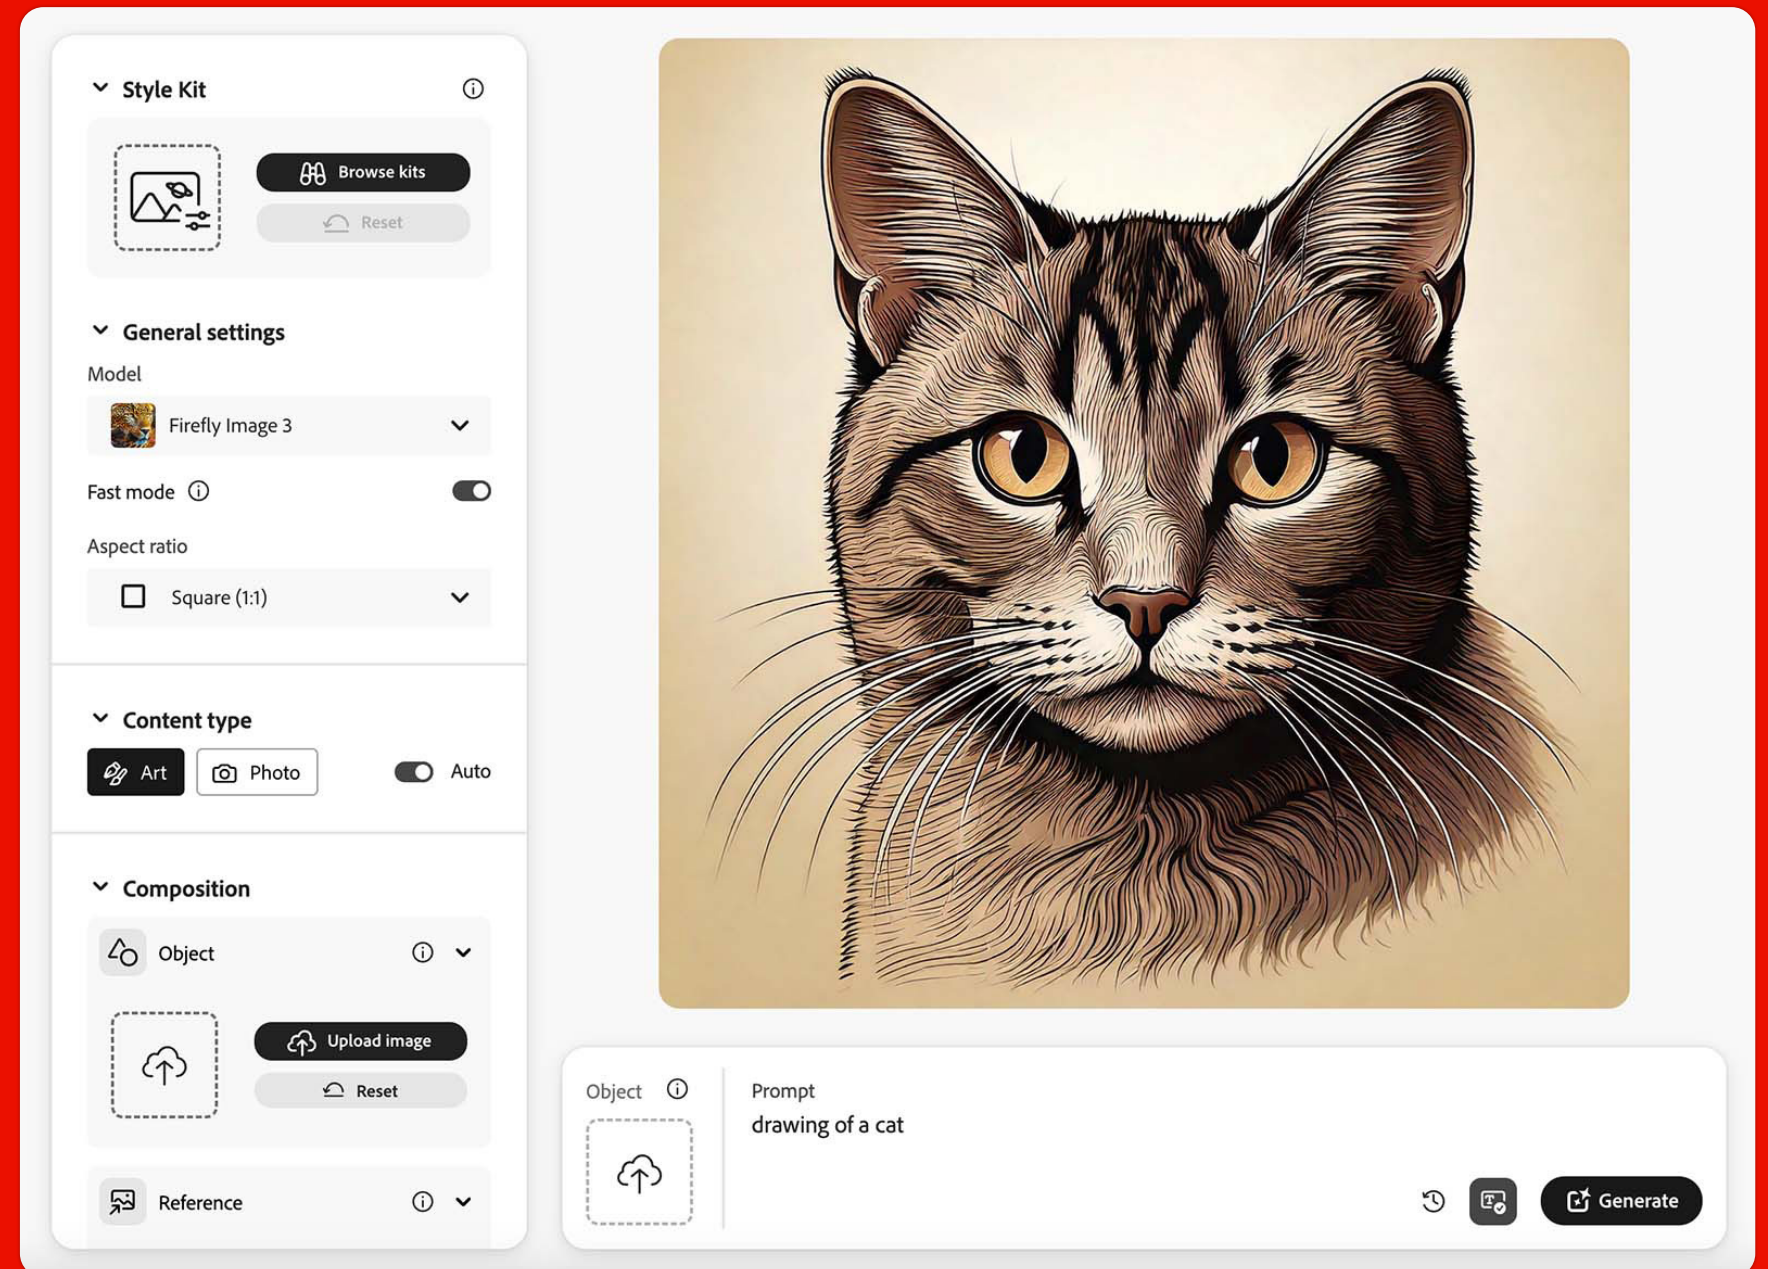 Style Kit
Browse kits
Reset
General settings
Model
Firefly Image 3
Fast mode
Aspect ratio
Square (1:1)
Content type
Art
Photo
Auto
Composition
Object
Upload image
Reset
Reference
Object
Prompt
drawing of a cat
Generate